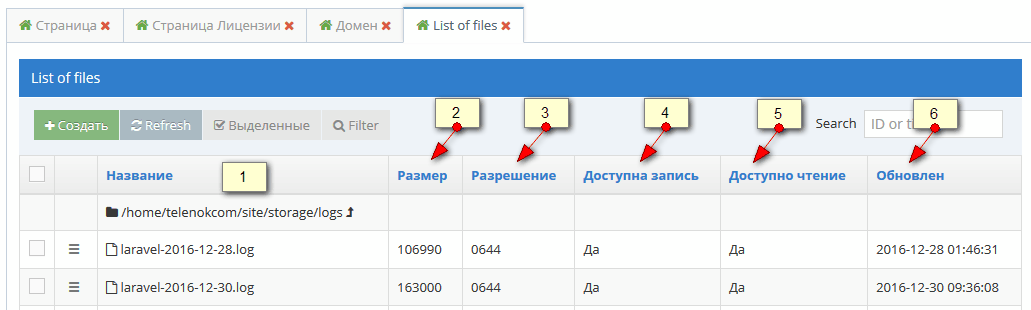 Страница Страница Лицензии Домен List of files
List of files
2 3 4 5 6
Создать Refresh Выделенные Filter Search ID or t
Название 1 Размер Разрешение Доступна запись Доступно чтение Обновлен
/home/telenokcom/site/storage/logs
laravel-2016-12-28.log 106990 0644 Да Да 2016-12-28 01:46:31
laravel-2016-12-30.log 163000 0644 Да Да 2016-12-30 09:36:08